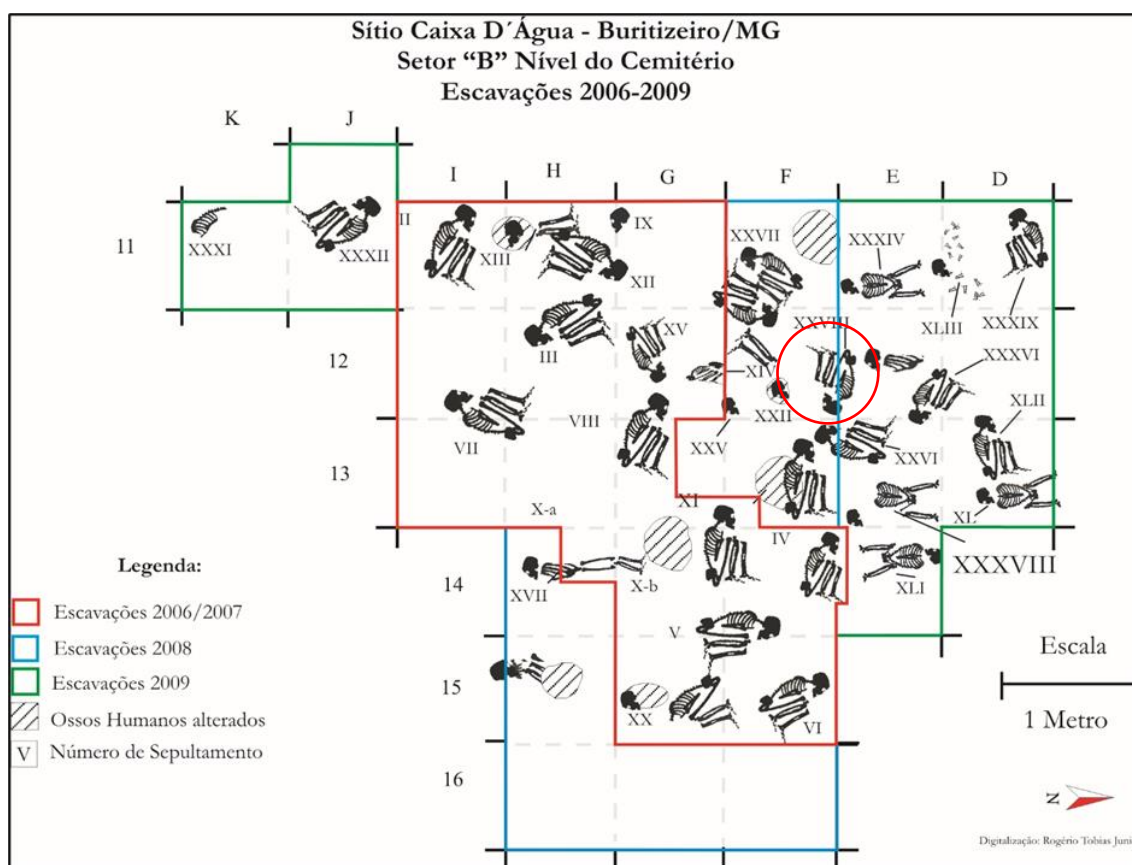 Sítio Caixa D´Água - Buritizeiro/MG
Setor “B” Nível do Cemitério
Escavações 2006-2009
K
J
I
H
G
F
E
D
11
XXXI
XXXII
II
XIII
IX
XII
XXVII
XXXIV
XLIII
XXXIX
12
III
XV
XIV
XXVIII
XXII
XXXVI
XLII
VII
VIII
XXV
XXVI
13
XI
XL
X-a
IV
XXXVIII
14
XVII
X-b
XLI
V
15
XX
VI
16
Legenda:
Escavações 2006/2007
Escavações 2008
Escavações 2009
Ossos Humanos alterados
V Número de Sepultamento
Escala
1 Metro
N
Digitalização: Rogério Tobias Juni